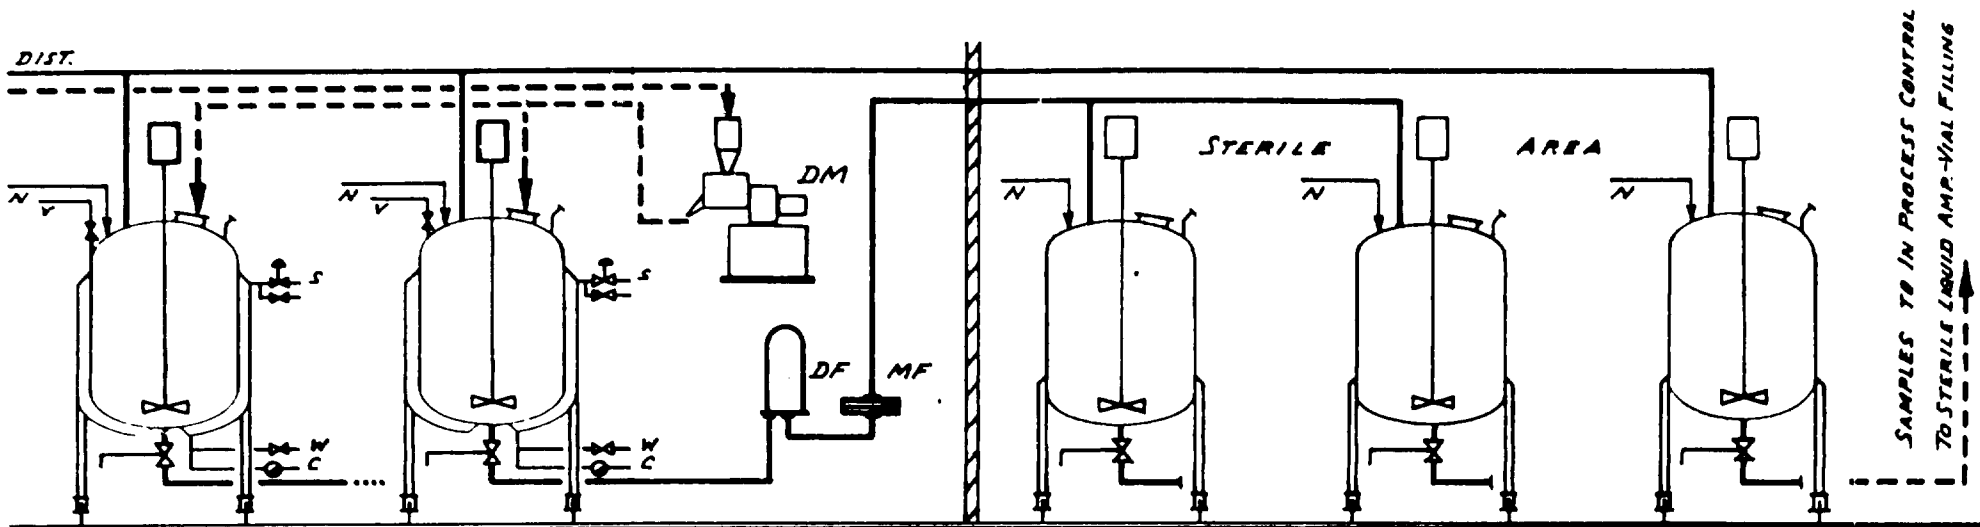 DIST.
DM
STERILE AREA
N
V
N
V
N
N
N
S
S
DF
MF
W
C
W
C
SAMPLES TO IN PROCESS CONTROL
TO STERILE LIQUID AMP.-VIAL FILLING